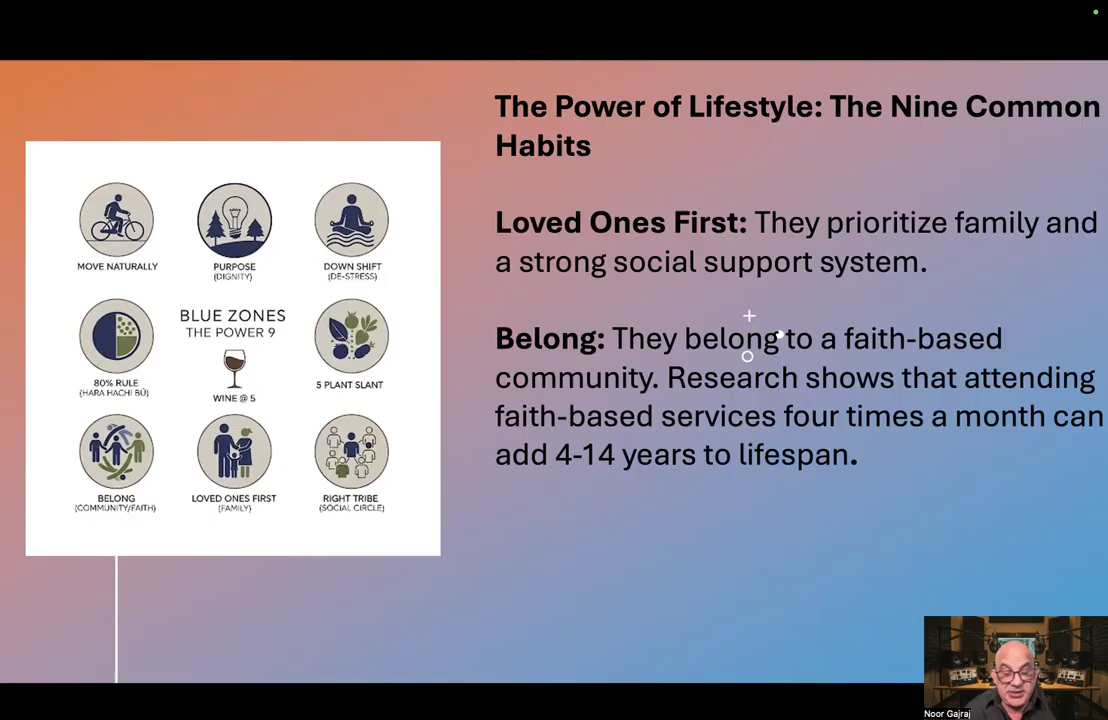 The Power of Lifestyle: The Nine Common
Habits
Loved Ones First: They prioritize family and
a strong social support system.
Belong: They belong to a faith-based
community. Research shows that attending
faith-based services four times a month can
add 4-14 years to lifespan.
MOVE NATURALLY
PURPOSE
(DIGNITY)
DOWN SHIFT
(DE-STRESS)
BLUE ZONES
THE POWER 9
WINE @ 5
80% RULE
(HARA HACHI BŪ)
5 PLANT SLANT
BELONG
(COMMUNITY/FAITH)
LOVED ONES FIRST
(FAMILY)
RIGHT TRIBE
(SOCIAL CIRCLE)
Noor Gajraj